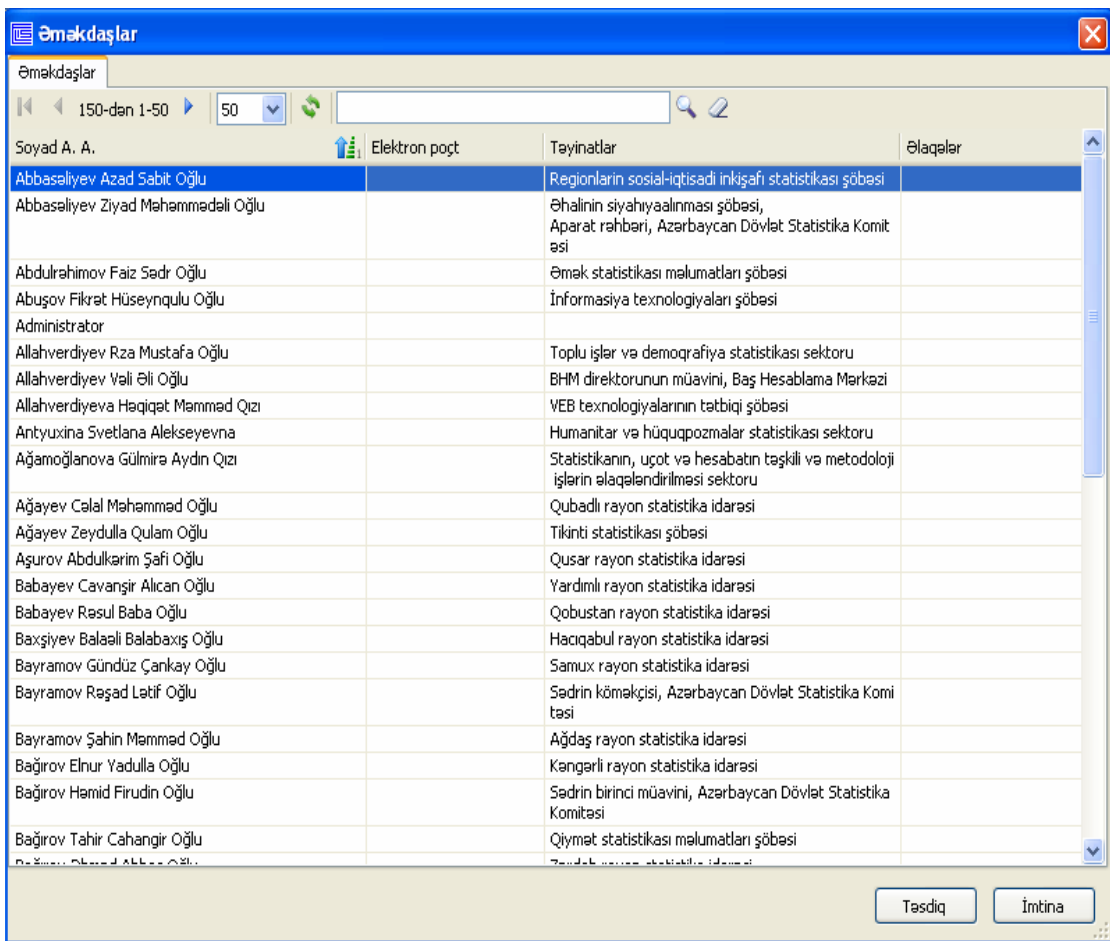 Əməkdaşlar
Əməkdaşlar
150-dən 1-50 50
Soyad A. A. 1 Elektron poçt Təyinatlar Əlaqələr
Abbasəliyev Azad Sabit Oğlu Regionlarin sosial-iqtisadi inkişafı statistikası şöbəsi
Abbasəliyev Ziyad Məhəmmədəli Oğlu Əhalinin siyahıyaalınması şöbəsi,
Aparat rəhbəri, Azərbaycan Dövlət Statistika Komit
əsi
Abdulrəhimov Faiz Sədr Oğlu Əmək statistikası məlumatları şöbəsi
Abuşov Fikrət Hüseynqulu Oğlu İnformasiya texnologiyaları şöbəsi
Administrator
Allahverdiyev Rza Mustafa Oğlu Toplu işlər və demoqrafiya statistikası sektoru
Allahverdiyev Vəli Əli Oğlu BHM direktorunun müavini, Baş Hesablama Mərkəzi
Allahverdiyeva Həqiqət Məmməd Qızı VEB texnologiyalarının tətbiqi şöbəsi
Antyuxina Svetlana Alekseyevna Humanitar və hüquqpozmalar statistikası sektoru
Ağamoğlanova Gülmirə Aydın Qızı Statistikanın, uçot və hesabatın təşkili və metodoloji
işlərin əlaqələndirilməsi sektoru
Ağayev Cəlal Məhəmməd Oğlu Qubadlı rayon statistika idarəsi
Ağayev Zeydulla Qulam Oğlu Tikinti statistikası şöbəsi
Aşurov Abdulkərim Şafi Oğlu Qusar rayon statistika idarəsi
Babayev Cavanşir Alıcan Oğlu Yardımlı rayon statistika idarəsi
Babayev Rəsul Baba Oğlu Qobustan rayon statistika idarəsi
Baxşiyev Balaəli Balabaxış Oğlu Hacıqabul rayon statistika idarəsi
Bayramov Gündüz Çankay Oğlu Samux rayon statistika idarəsi
Bayramov Rəşad Lətif Oğlu Sədrin köməkçisi, Azərbaycan Dövlət Statistika Komi
təsi
Bayramov Şahin Məmməd Oğlu Ağdaş rayon statistika idarəsi
Bağırov Elnur Yadulla Oğlu Kəngərli rayon statistika idarəsi
Bağırov Həmid Firudin Oğlu Sədrin birinci müavini, Azərbaycan Dövlət Statistika
Komitəsi
Bağırov Tahir Cahangir Oğlu Qiymət statistikası məlumatları şöbəsi
Təsdiq İmtina